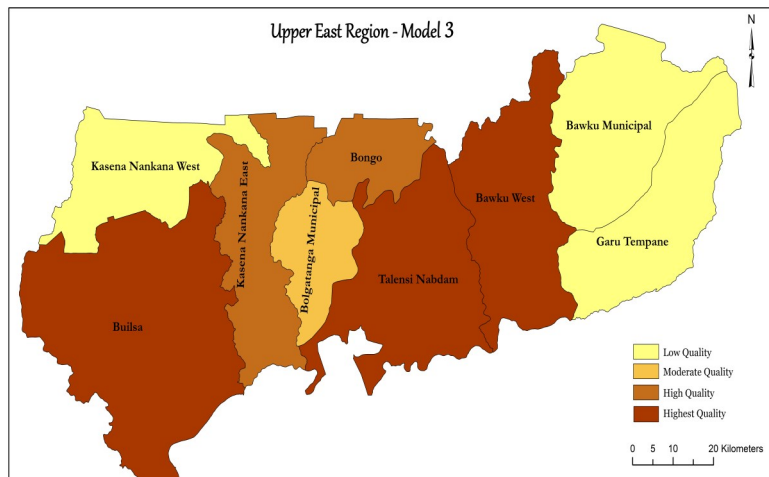 Upper East Region - Model 3
N
Bawku Municipal
Kasena Nankana West
Bongo
Kasena Nankana East
Bawku West
Bolgatanga Municipal
Garu Tempane
Talensi Nabdam
Builsa
Low Quality
Moderate Quality
High Quality
Highest Quality
0 5 10 20 Kilometers